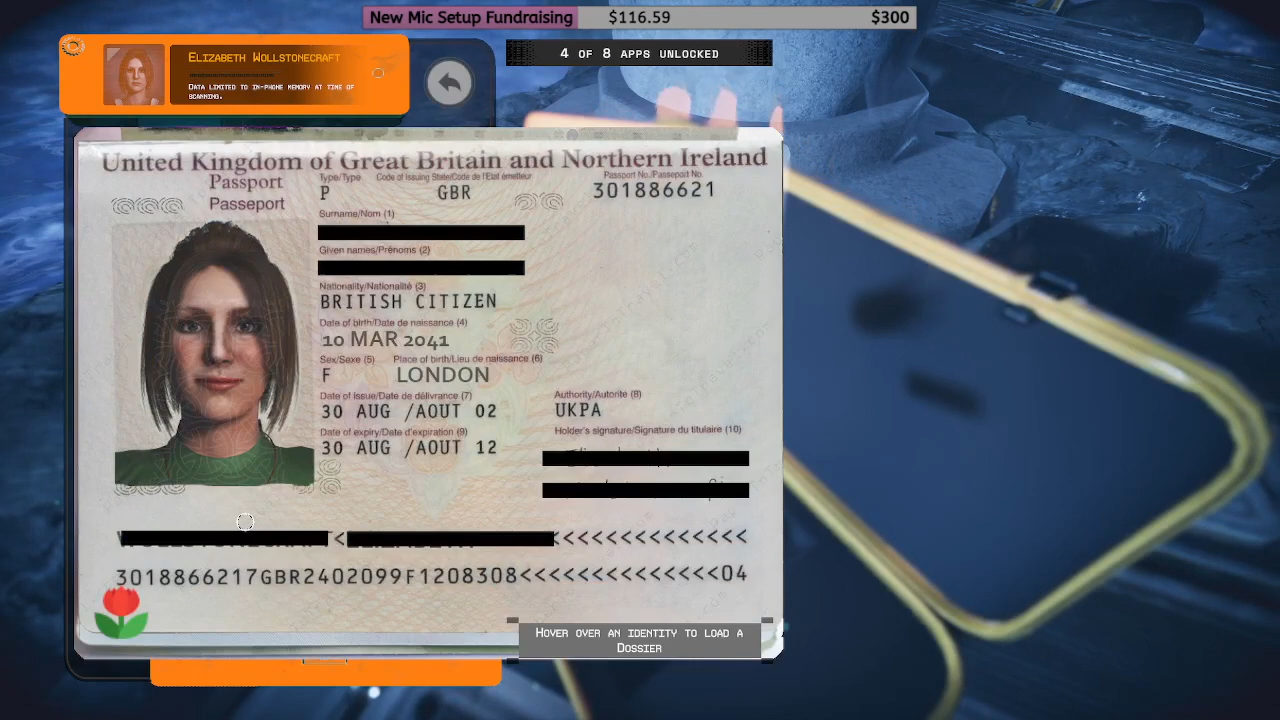 New Mic Setup Fundraising $116.59 $300
4 OF 8 APPS UNLOCKED
ELIZABETH WOLLSTONECRAFT
DATA LIMITED TO IN-PHONE MEMORY AT TIME OF
SCANNING.
United Kingdom of Great Britain and Northern Ireland
Passport
Passeport
Type/Type Code of issuing State/Code de l'Etat émetteur Passport No./Passeport No.
P GBR 301886621
Surname/Nom (1)
Given names/Prénoms (2)
Nationality/Nationalité (3)
BRITISH CITIZEN
Date of birth/Date de naissance (4)
10 MAR 2041
Sex/Sexe (5) Place of birth/Lieu de naissance (6)
F LONDON
Date of issue/Date de délivrance (7) Authority/Autorité (8)
30 AUG /AOUT 02 UKPA
Date of expiry/Date d'expiration (9) Holder's signature/Signature du titulaire (10)
30 AUG /AOUT 12
<<<<<<<<<<<<<<
3018866217GBR2402099F1208308<<<<<<<<<<<<<<04
HOVER OVER AN IDENTITY TO LOAD A
DOSSIER